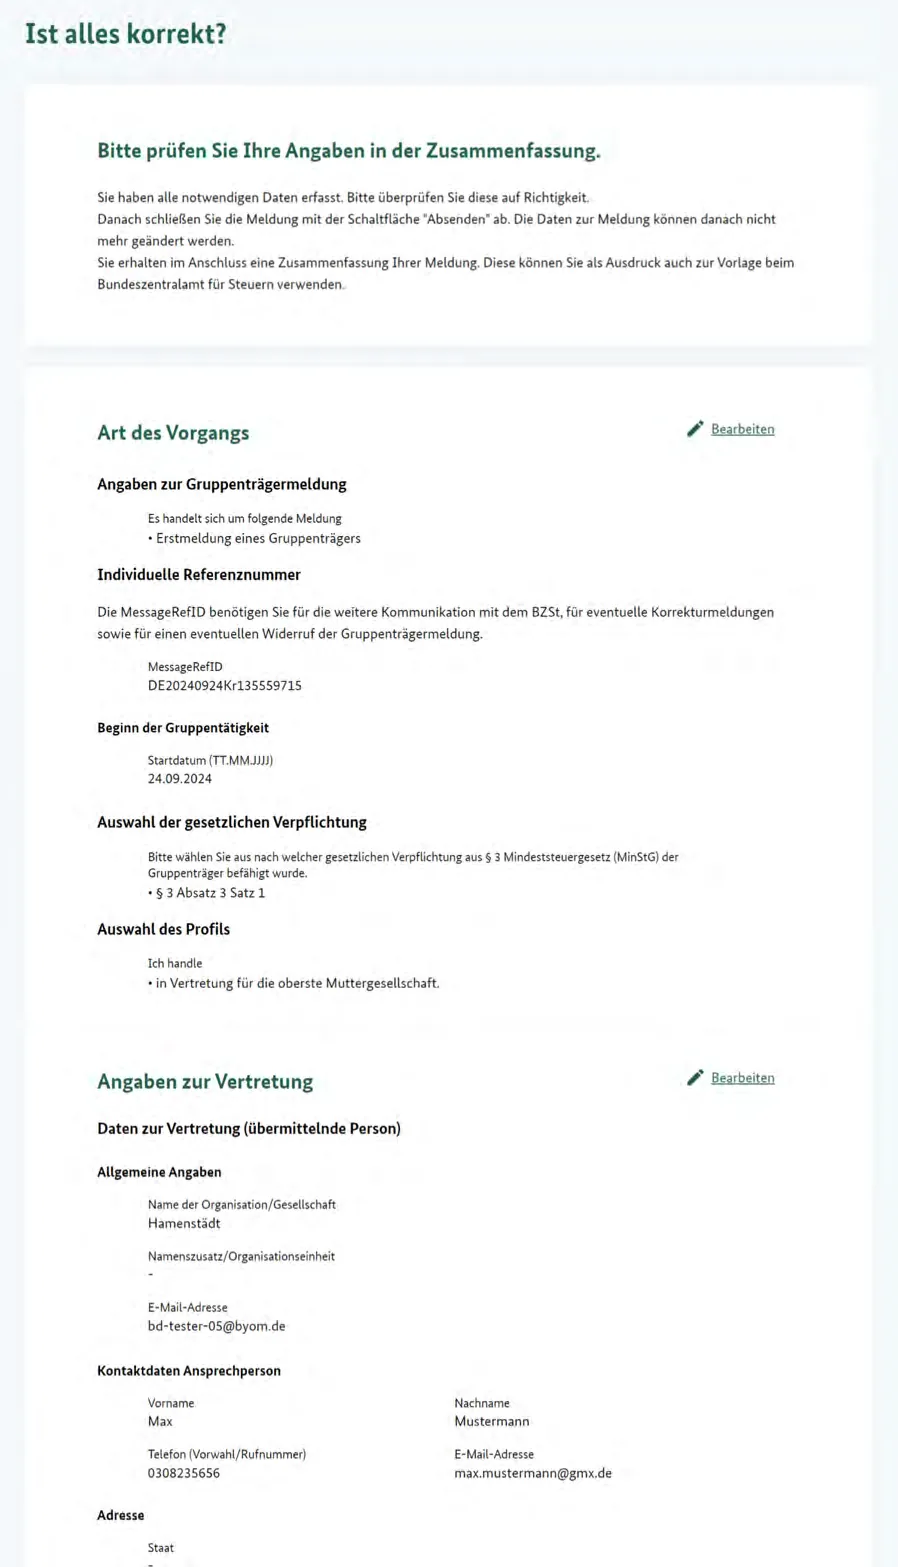 Ist alles korrekt?
Bitte prüfen Sie Ihre Angaben in der Zusammenfassung.
Sie haben alle notwendigen Daten erfasst. Bitte überprüfen Sie diese auf Richtigkeit.
Danach schließen Sie die Meldung mit der Schaltfläche "Absenden" ab. Die Daten zur Meldung können danach nicht
mehr geändert werden.
Sie erhalten im Anschluss eine Zusammenfassung Ihrer Meldung. Diese können Sie als Ausdruck auch zur Vorlage beim
Bundeszentralamt für Steuern verwenden.
Art des Vorgangs
Bearbeiten
Angaben zur Gruppenträgermeldung
Es handelt sich um folgende Meldung
• Erstmeldung eines Gruppenträgers
Individuelle Referenznummer
Die MessageRefID benötigen Sie für die weitere Kommunikation mit dem BZSt, für eventuelle Korrekturmeldungen
sowie für einen eventuellen Widerruf der Gruppenträgermeldung.
MessageRefID
DE20240924Kr135559715
Beginn der Gruppentätigkeit
Startdatum (TT.MM.JJJJ)
24.09.2024
Auswahl der gesetzlichen Verpflichtung
Bitte wählen Sie aus nach welcher gesetzlichen Verpflichtung aus § 3 Mindeststeuergesetz (MinStG) der
Gruppenträger befähigt wurde.
• § 3 Absatz 3 Satz 1
Auswahl des Profils
Ich handle
• in Vertretung für die oberste Muttergesellschaft.
Angaben zur Vertretung
Bearbeiten
Daten zur Vertretung (übermittelnde Person)
Allgemeine Angaben
Name der Organisation/Gesellschaft
Hamenstädt
Namenszusatz/Organisationseinheit
-
E-Mail-Adresse
bd-tester-05@byom.de
Kontaktdaten Ansprechperson
Vorname Nachname
Max Mustermann
Telefon (Vorwahl/Rufnummer) E-Mail-Adresse
0308235656 max.mustermann@gmx.de
Adresse
Staat
-